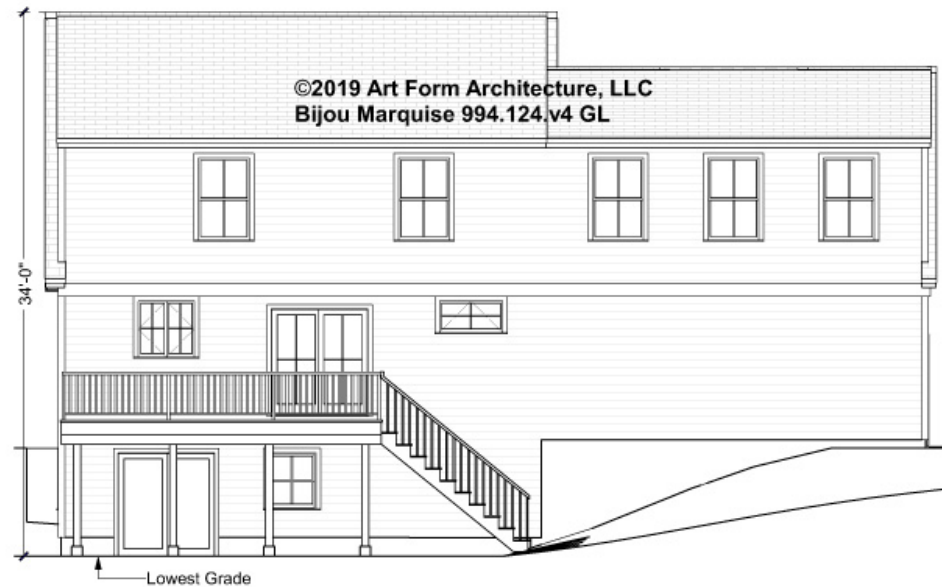 ©2019 Art Form Architecture, LLC
Bijou Marquise 994.124.v4 GL
34'-0"
Lowest Grade